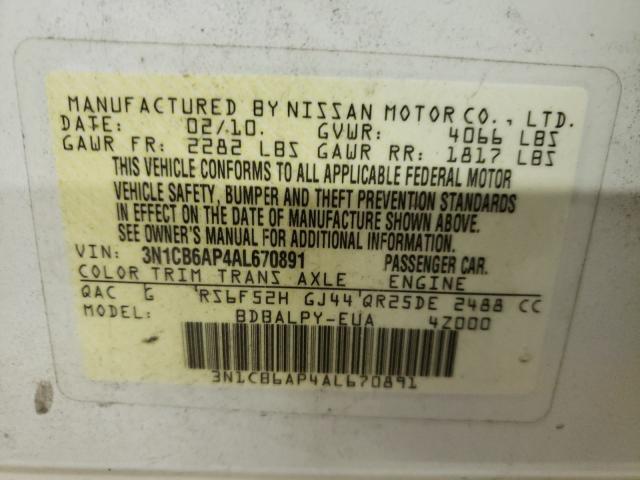 MANUFACTURED BY NISSAN MOTOR CO., LTD.
DATE: 02/10. GVWR: 4066 LBS
GAWR FR: 2282 LBS GAWR RR: 1817 LBS
THIS VEHICLE CONFORMS TO ALL APPLICABLE FEDERAL MOTOR
VEHICLE SAFETY, BUMPER AND THEFT PREVENTION STANDARDS
IN EFFECT ON THE DATE OF MANUFACTURE SHOWN ABOVE.
SEE OWNER'S MANUAL FOR ADDITIONAL INFORMATION.
VIN: 3N1CB6AP4AL670891 PASSENGER CAR.
COLOR TRIM TRANS AXLE ENGINE
QAC G 'RS6F52H GJ44'QR25DE 2488 CC
MODEL: BDBALPY-EUA 4Z000
3N1CB6AP4AL670891